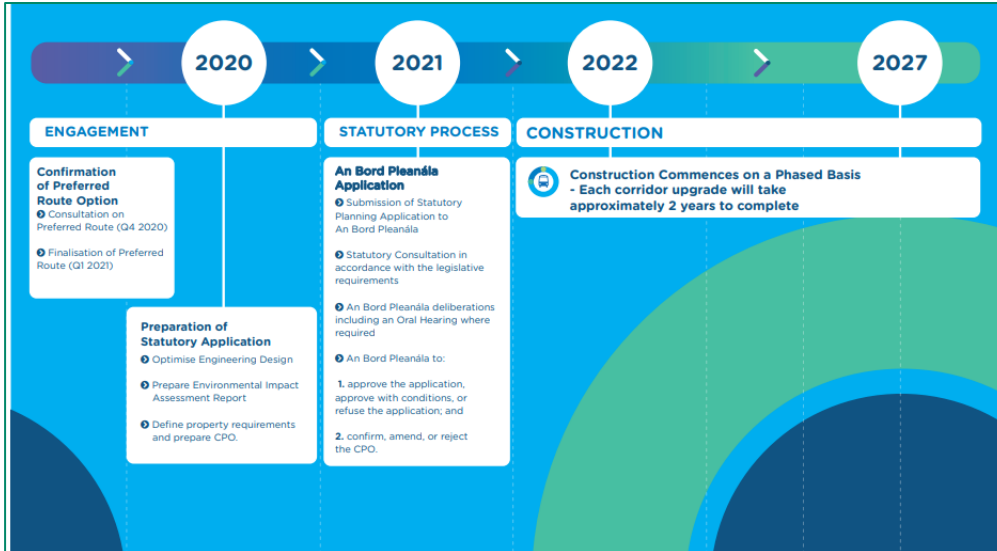 2020
2021
2022
2027
ENGAGEMENT
STATUTORY PROCESS
CONSTRUCTION
Confirmation
of Preferred
Route Option
Consultation on
Preferred Route (Q4 2020)
Finalisation of Preferred
Route (Q1 2021)
Preparation of
Statutory Application
Optimise Engineering Design
Prepare Environmental Impact
Assessment Report
Define property requirements
and prepare CPO.
An Bord Pleanála
Application
Submission of Statutory
Planning Application to
An Bord Pleanála
Statutory Consultation in
accordance with the legislative
requirements
An Bord Pleanála deliberations
including an Oral Hearing where
required
An Bord Pleanála to:
1. approve the application,
approve with conditions, or
refuse the application; and
2. confirm, amend, or reject
the CPO.
Construction Commences on a Phased Basis
- Each corridor upgrade will take
approximately 2 years to complete